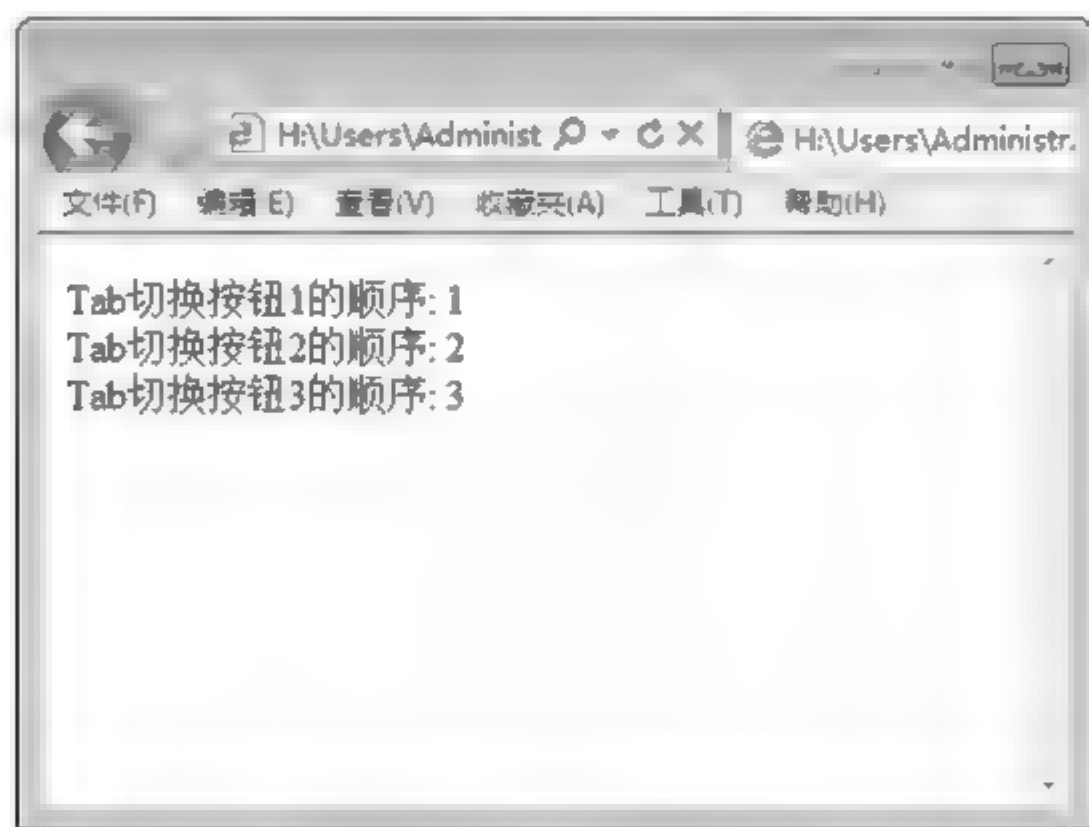 H:\Users\Administ
H:\Users\Administr.
文件(F) 编辑 E) 查看(V) 收藏夹(A) 工具(T) 帮助(H)
Tab切换按钮1的顺序: 1
Tab切换按钮2的顺序: 2
Tab切换按钮3的顺序: 3